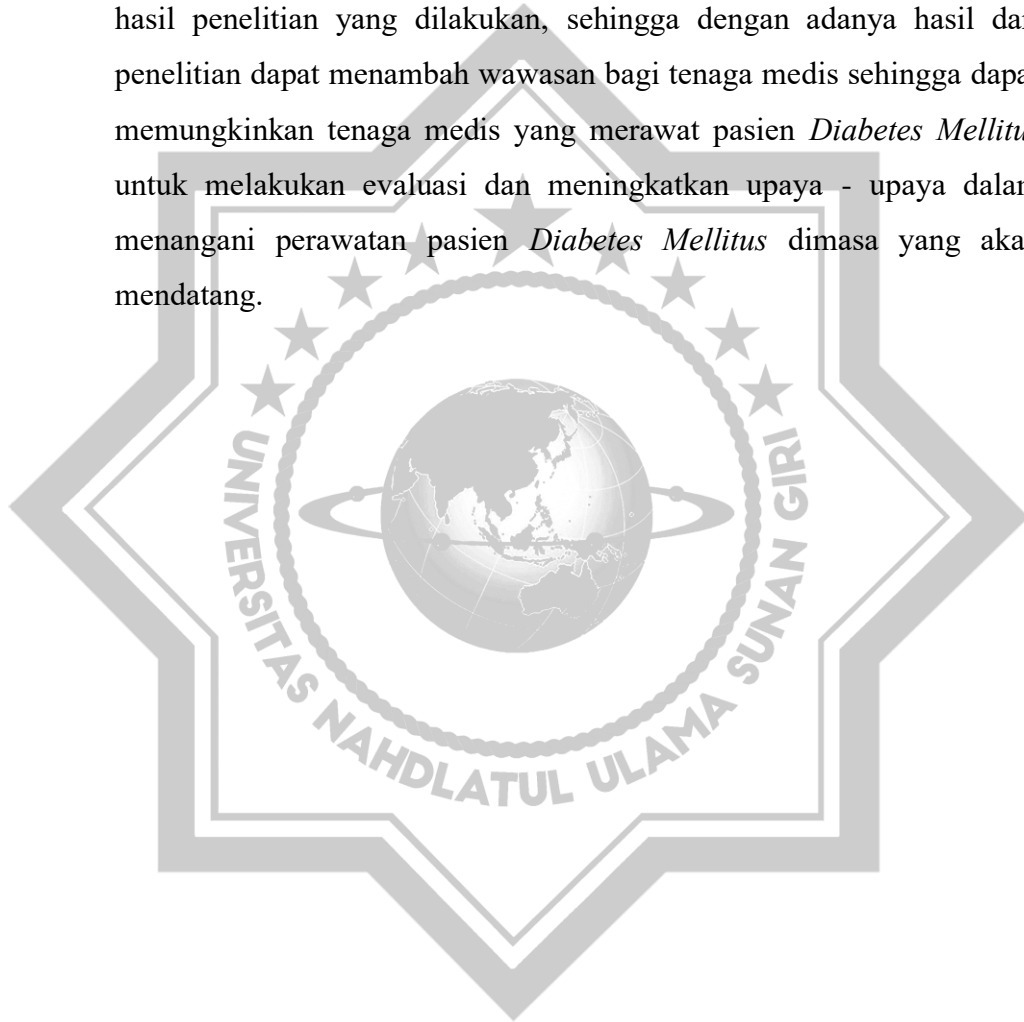 hasil penelitian yang dilakukan, sehingga dengan adanya hasil dar
penelitian dapat menambah wawasan bagi tenaga medis sehingga dapa
memungkinkan tenaga medis yang merawat pasien Diabetes Mellitu
untuk melakukan evaluasi dan meningkatkan upaya - upaya dalam
menangani perawatan pasien Diabetes Mellitus dimasa yang aka
mendatang.
UNIVERSITAS NAHDLATUL ULAMA SUNAN GIRI